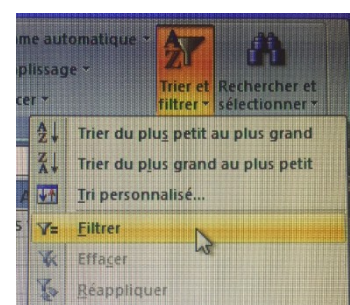 me automatique
plissage
cer
Trier et
filtrer
Rechercher et
sélectionner
Trier du plus petit au plus grand
Trier du plus grand au plus petit
Tri personnalisé...
Filtrer
Effacer
Réappliquer